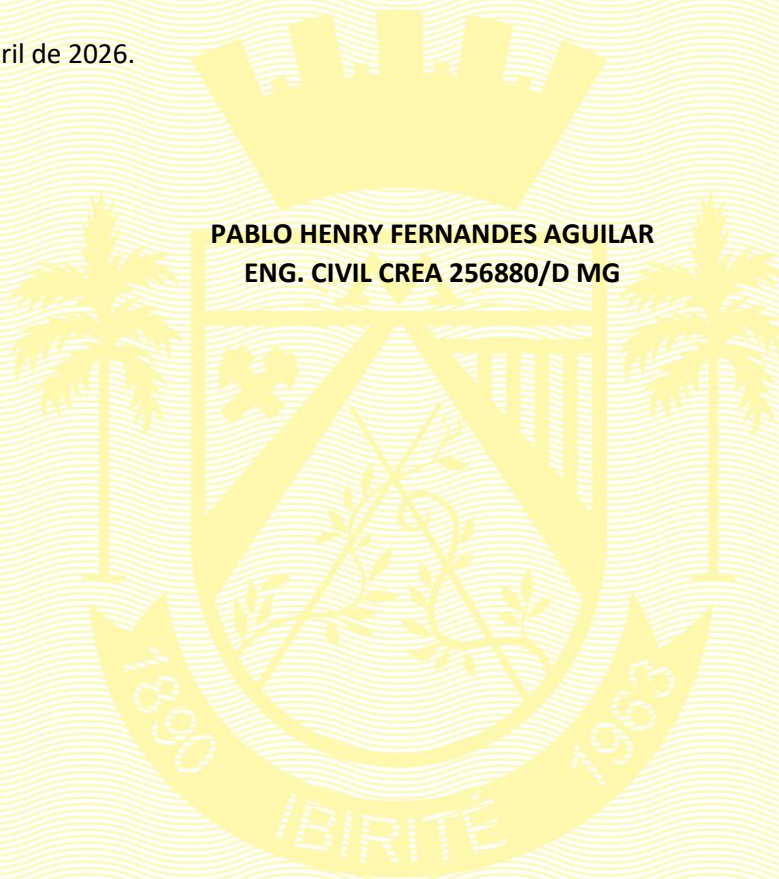 ril de 2026.
PABLO HENRY FERNANDES AGUILAR
ENG. CIVIL CREA 256880/D MG
1890 IBIRITÉ 1963